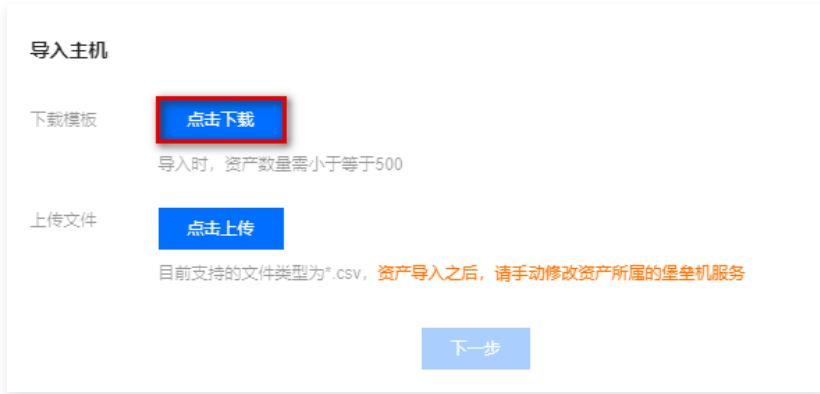 导入主机
下载模板 点击下载
导入时，资产数量需小于等于500
上传文件 点击上传
目前支持的文件类型为*.csv，资产导入之后，请手动修改资产所属的堡垒机服务
下一步